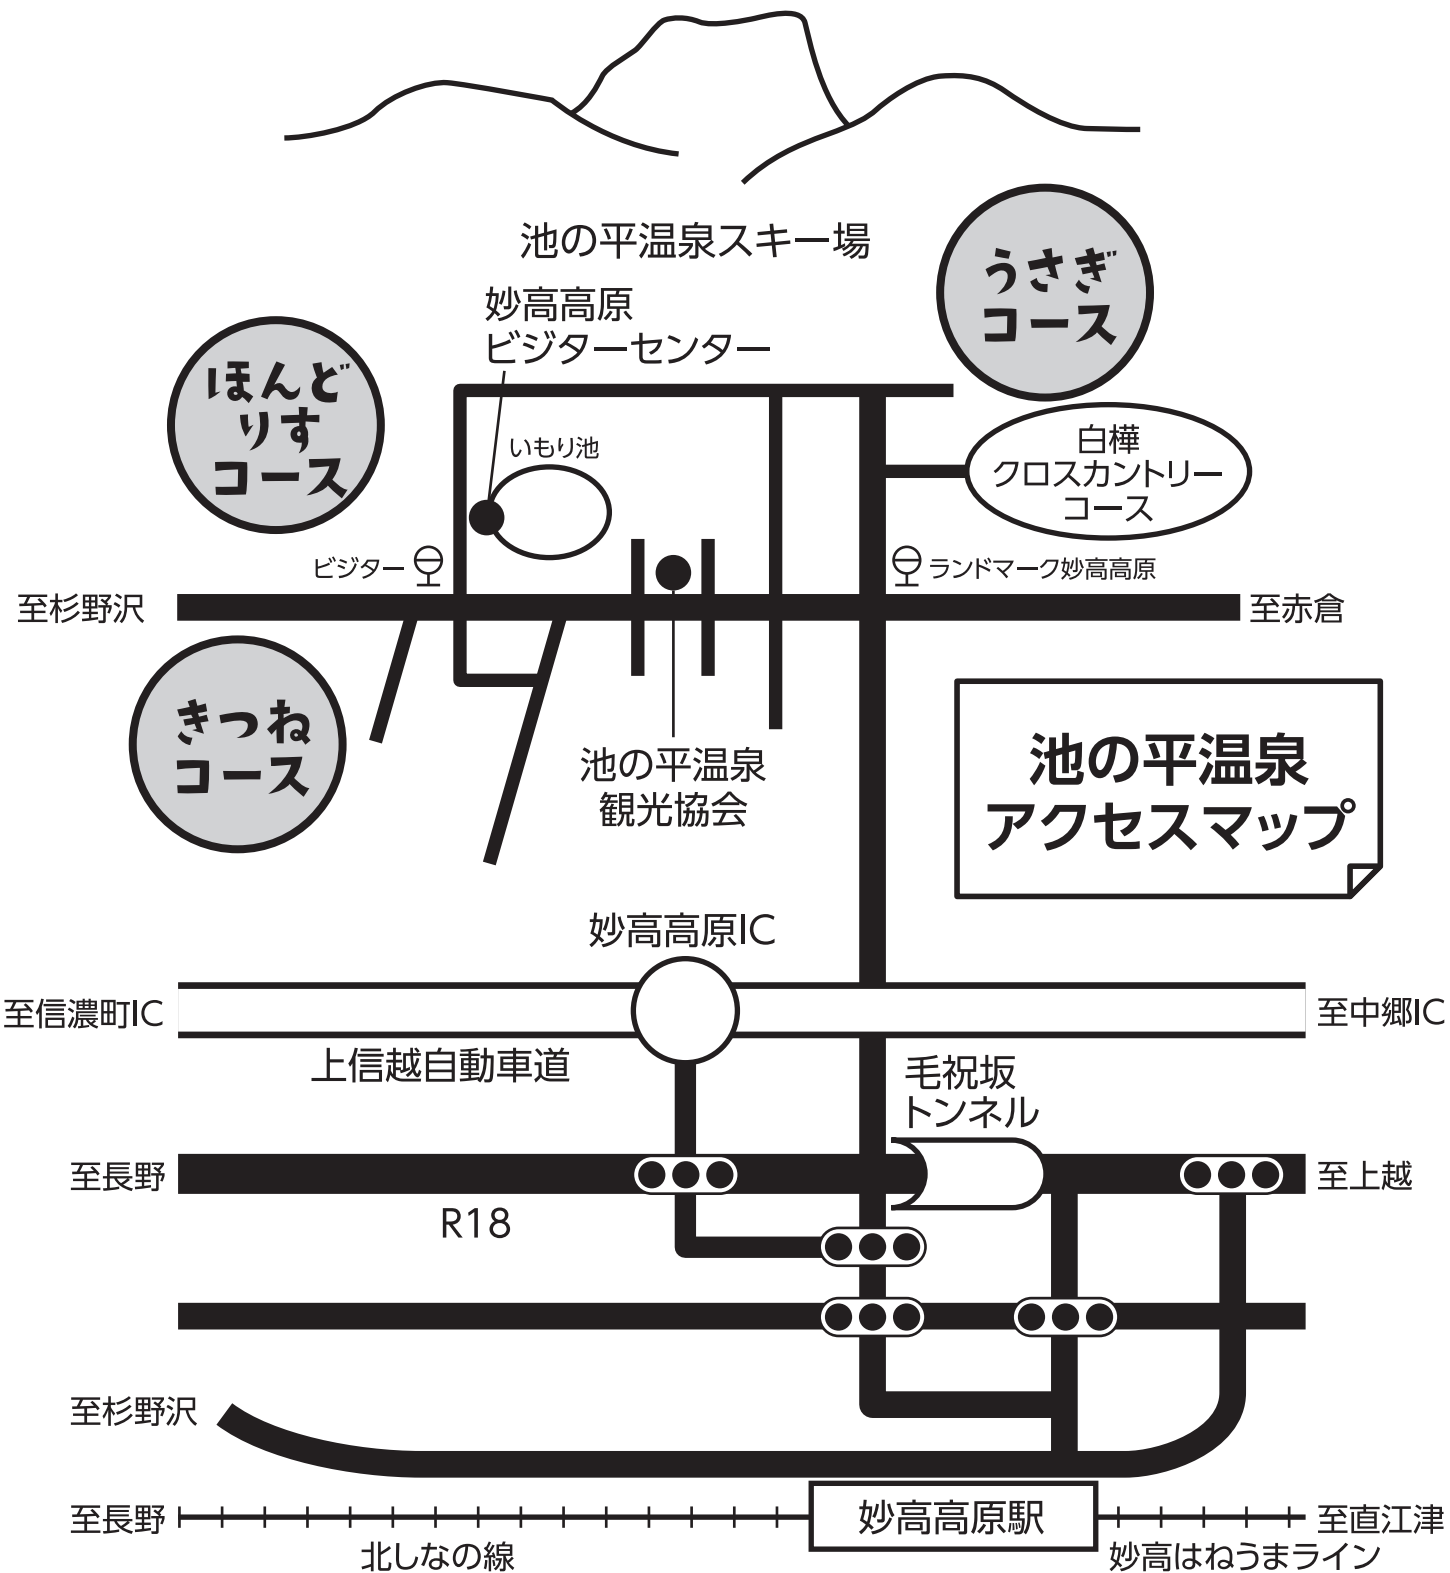 池の平温泉スキー場
うさぎ
コース
妙高高原
ビジターセンター
ほんど
りす
コース
いもり池
白樺
クロスカントリー
コース
ビジター
ランドマーク妙高高原
至杉野沢
至赤倉
きつね
コース
池の平温泉
観光協会
池の平温泉
アクセスマップ
妙高高原IC
至信濃町IC
至中郷IC
上信越自動車道
毛祝坂
トンネル
至長野
至上越
R18
至杉野沢
至長野
妙高高原駅
至直江津
北しなの線
妙高はねうまライン